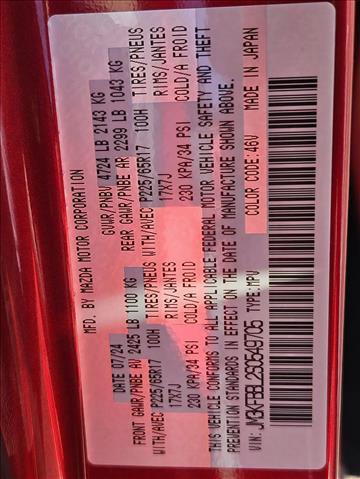 MFD. BY MAZDA MOTOR CORPORATION
DATE 07/24 GVWR/PNBV 4724 LB 2143 KG
FRONT GAWR/PNBE AV 2425 LB 1100 KG REAR GAWR/PNBE AR 2299 LB 1043 KG
WITH/AVEC P225/65R17 100H TIRES/PNEUS WITH/AVEC P225/65R17 100H TIRES/PNEUS
17X7J RIMS/JANTES 17X7J RIMS/JANTES
230 KPA/34 PSI COLD/A FROID 230 KPA/34 PSI COLD/A FROID
THIS VEHICLE CONFORMS TO ALL APPLICABLE FEDERAL MOTOR VEHICLE SAFETY AND THEFT
PREVENTION STANDARDS IN EFFECT ON THE DATE OF MANUFACTURE SHOWN ABOVE.
COLOR: 46V MADE IN JAPAN
VIN: TYPE: MPV